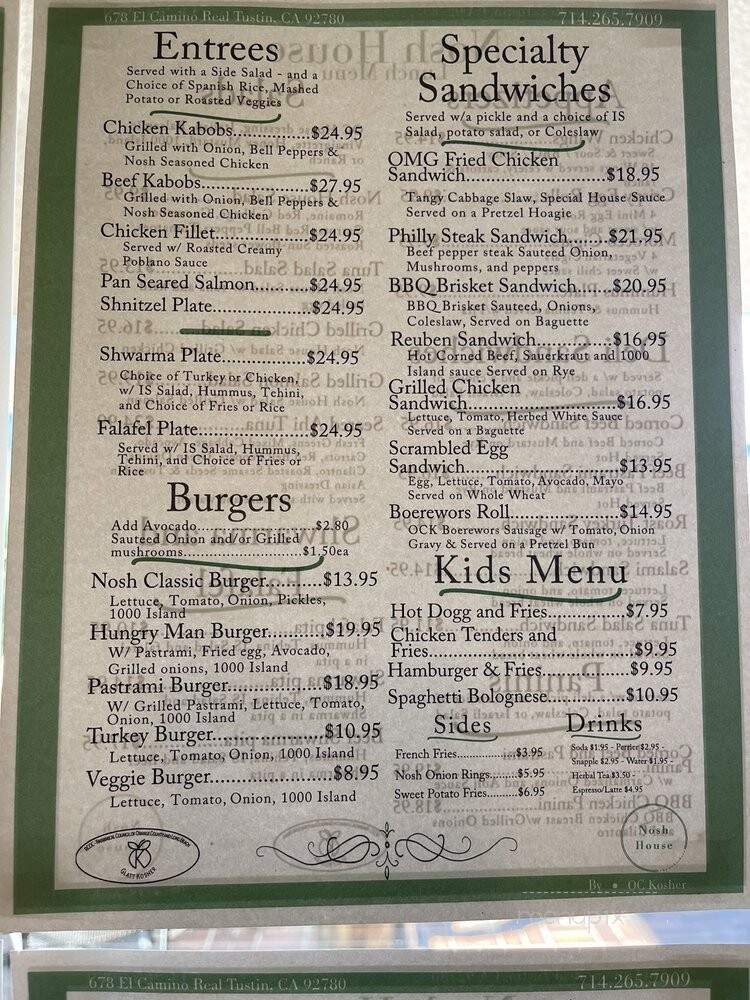 678 El Camino Real Tustin, CA 92780
714.265.7909
Entrees
Served with a Side Salad - and a
Choice of Spanish Rice, Mashed
Potato or Roasted Veggies
Chicken Kabobs..............$24.95
Grilled with Onion, Bell Peppers &
Nosh Seasoned Chicken
Beef Kabobs....................$27.95
Grilled with Onion, Bell Peppers &
Nosh Seasoned Chicken
Chicken Fillet..................$24.95
Served w/ Roasted Creamy
Poblano Sauce
Pan Seared Salmon..........$24.95
Shnitzel Plate..................$24.95
Shwarma Plate................$24.95
Choice of Turkey or Chicken,
w/ IS Salad, Hummus, Tehini,
and Choice of Fries or Rice
Falafel Plate.....................$24.95
Served w/ IS Salad, Hummus,
Tehini, and Choice of Fries or
Rice
Burgers
Add Avocado........................$2.80
Sauteed Onion and/or Grilled
mushrooms........................$1.50ea
Nosh Classic Burger..........$13.95
Lettuce, Tomato, Onion, Pickles,
1000 Island
Hungry Man Burger..........$19.95
W/ Pastrami, Fried egg, Avocado,
Grilled onions, 1000 Island
Pastrami Burger.................$18.95
W/ Grilled Pastrami, Lettuce, Tomato,
Onion, 1000 Island
Turkey Burger....................$10.95
Lettuce, Tomato, Onion, 1000 Island
Veggie Burger......................$8.95
Lettuce, Tomato, Onion, 1000 Island
Specialty
Sandwiches
Served w/a pickle and a choice of IS
Salad, potato salad, or Coleslaw
OMG Fried Chicken
Sandwich..........................$18.95
Tangy Cabbage Slaw, Special House Sauce
Served on a Pretzel Hoagie
Philly Steak Sandwich........$21.95
Beef pepper steak Sauteed Onion,
Mushrooms, and peppers
BBQ Brisket Sandwich......$20.95
BBQ Brisket Sauteed, Onions,
Coleslaw, Served on Baguette
Reuben Sandwich..............$16.95
Hot Corned Beef, Sauerkraut and 1000
Island sauce Served on Rye
Grilled Chicken
Sandwich...........................$16.95
Lettuce, Tomato, Herbed White Sauce
Served on a Baguette
Scrambled Egg
Sandwich............................$13.95
Egg, Lettuce, Tomato, Avocado, Mayo
Served on Whole Wheat
Boerewors Roll....................$14.95
OCK Boerewors Sausage w/ Tomato, Onion
Gravy & Served on a Pretzel Bun
Kids Menu
Hot Dogg and Fries..............$7.95
Chicken Tenders and
Fries.....................................$9.95
Hamburger & Fries...............$9.95
Spaghetti Bolognese.............$10.95
Sides
French Fries....................$3.95
Nosh Onion Rings.........$5.95
Sweet Potato Fries..........$6.95
Drinks
Soda $1.95 - Perrier $2.95 -
Snapple $2.95 - Water $1.95 -
Herbal Tea $3.50 -
Espresso/Latte $4.95
RCOC - RABBINICAL COUNCIL OF ORANGE COUNTY AND LONG BEACH
GLATT KOSHER
Nosh
House
By • OC Kosher
678 El Camino Real Tustin, CA 92780
714.265.7909